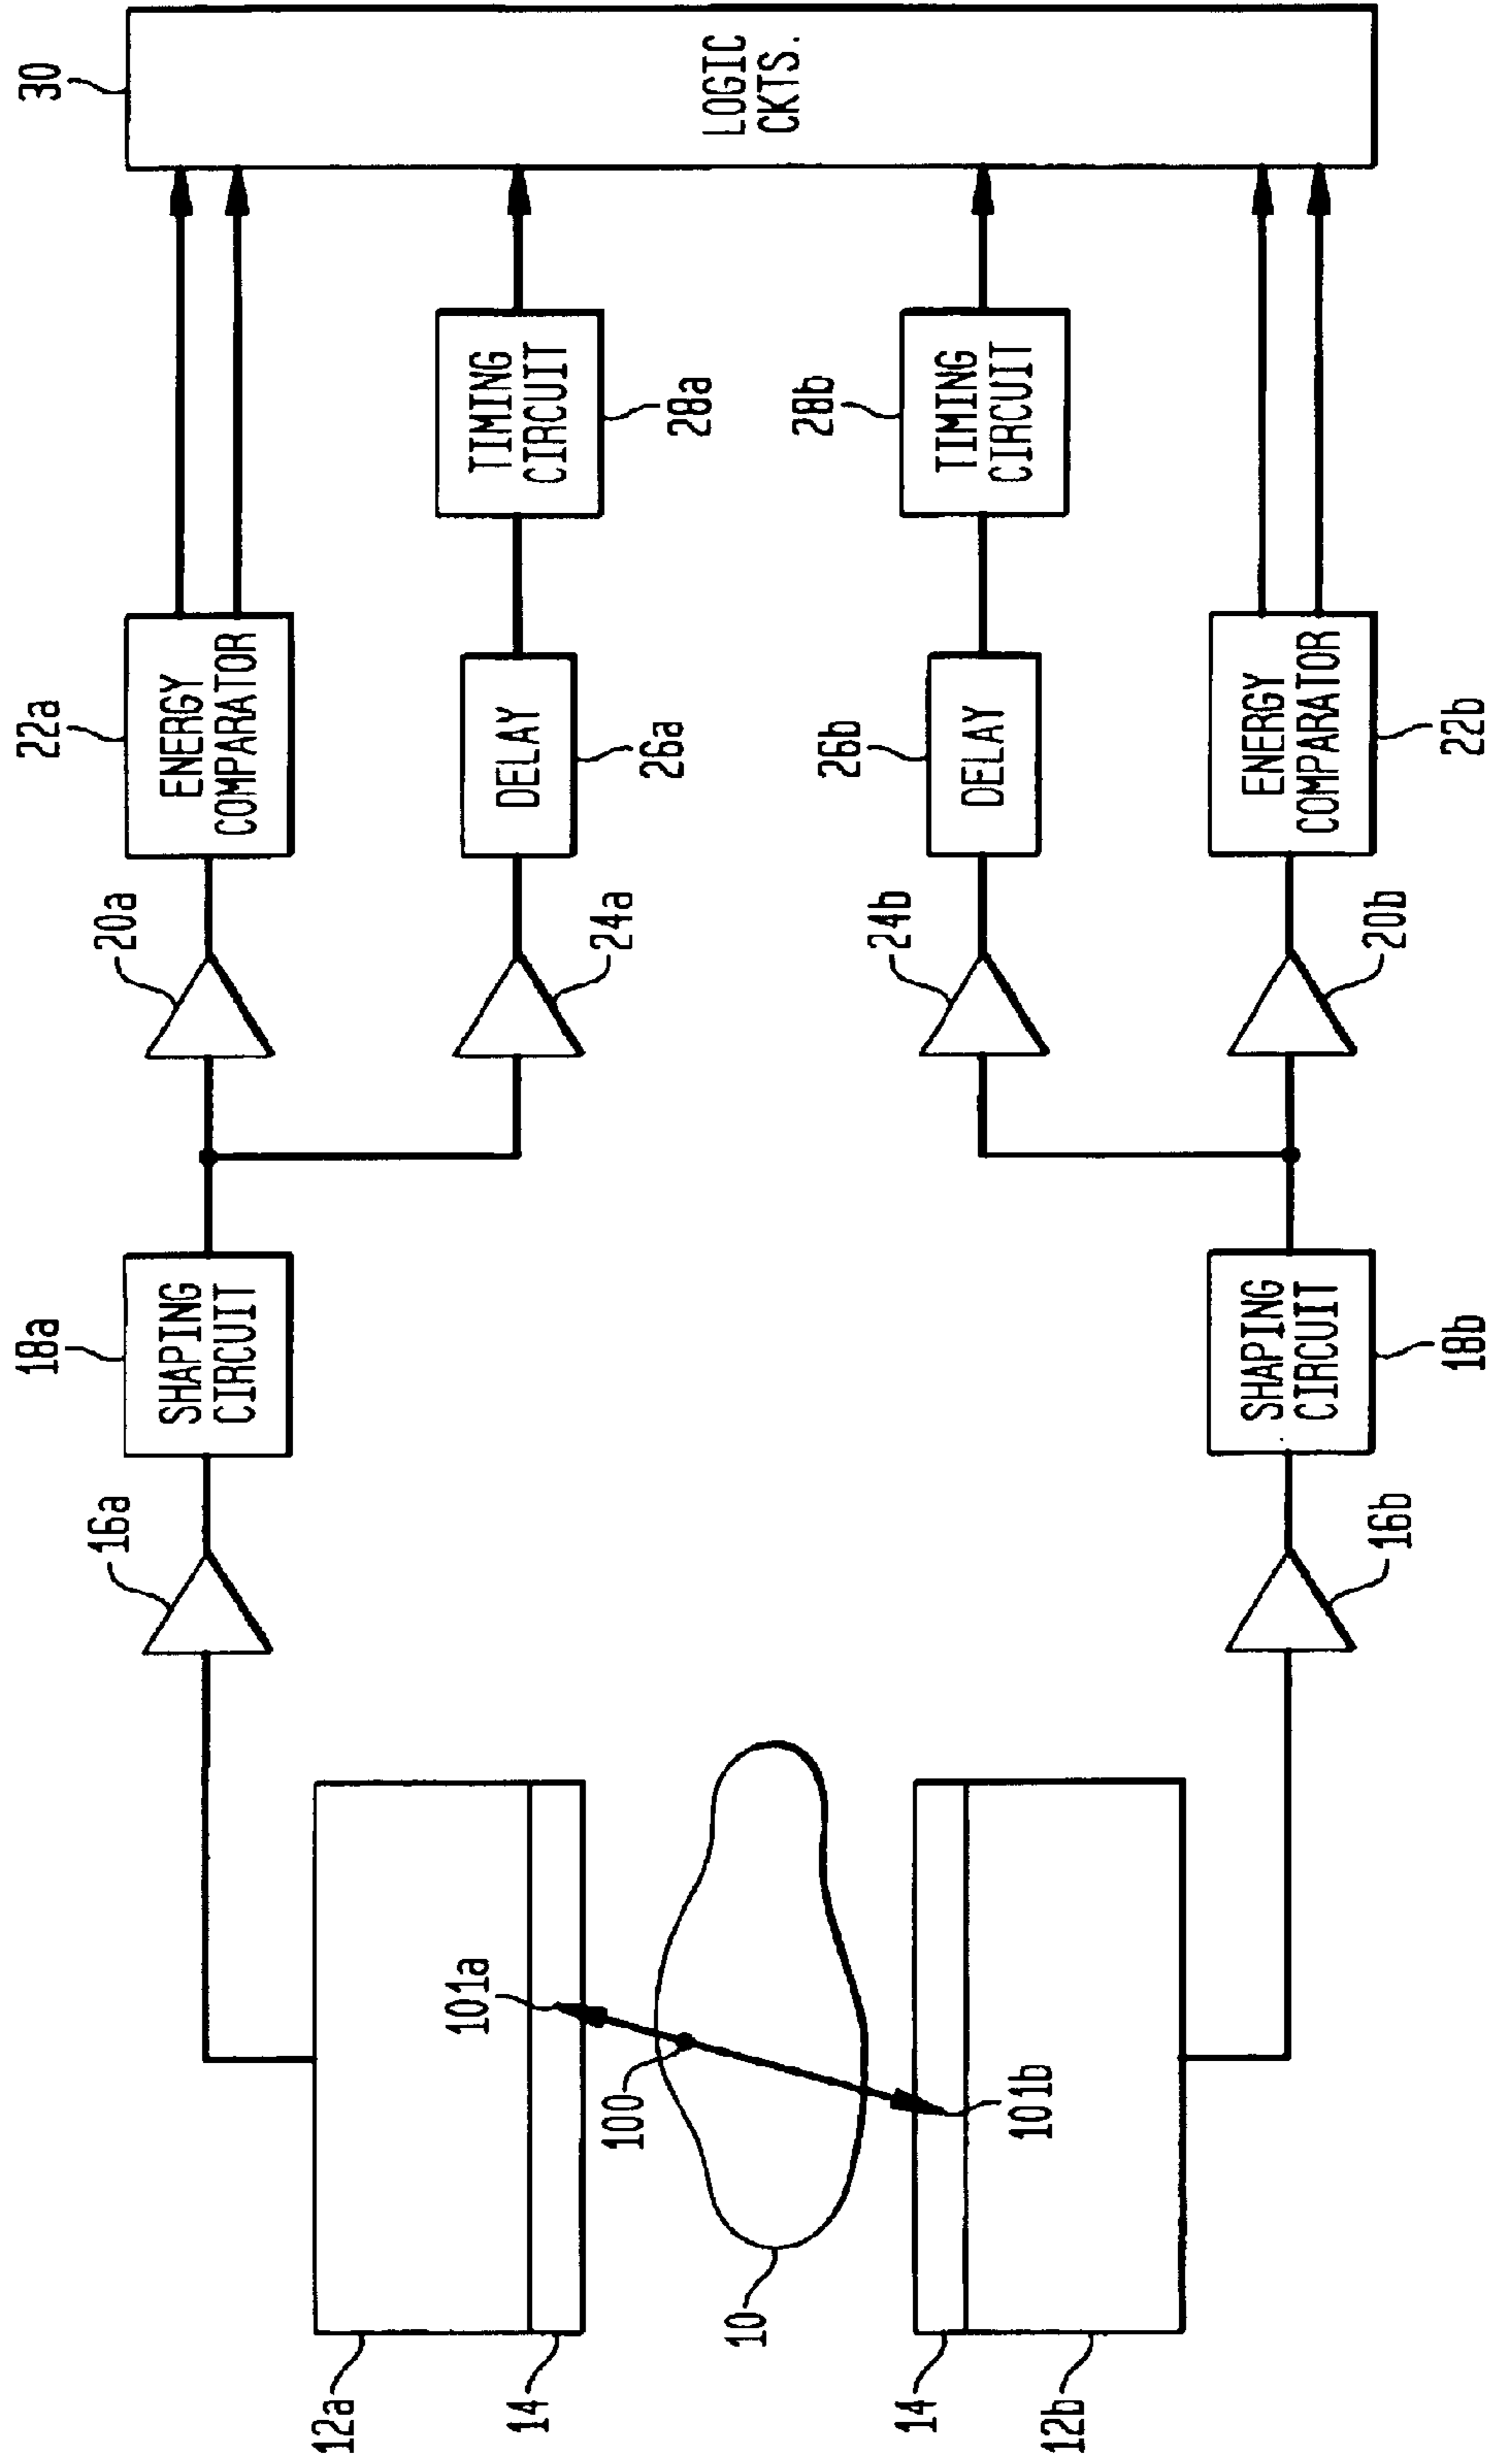 12a
14
10
14
12b
101a
100
101b
16a
16b
18a
SHAPING
CIRCUIT
SHAPING
CIRCUIT
18b
20a
24a
24b
20b
22a
ENERGY
COMPARATOR
DELAY
26a
26b
DELAY
ENERGY
COMPARATOR
22b
TIMING
CIRCUIT
28a
28b
TIMING
CIRCUIT
30
LOGIC
CKTS.